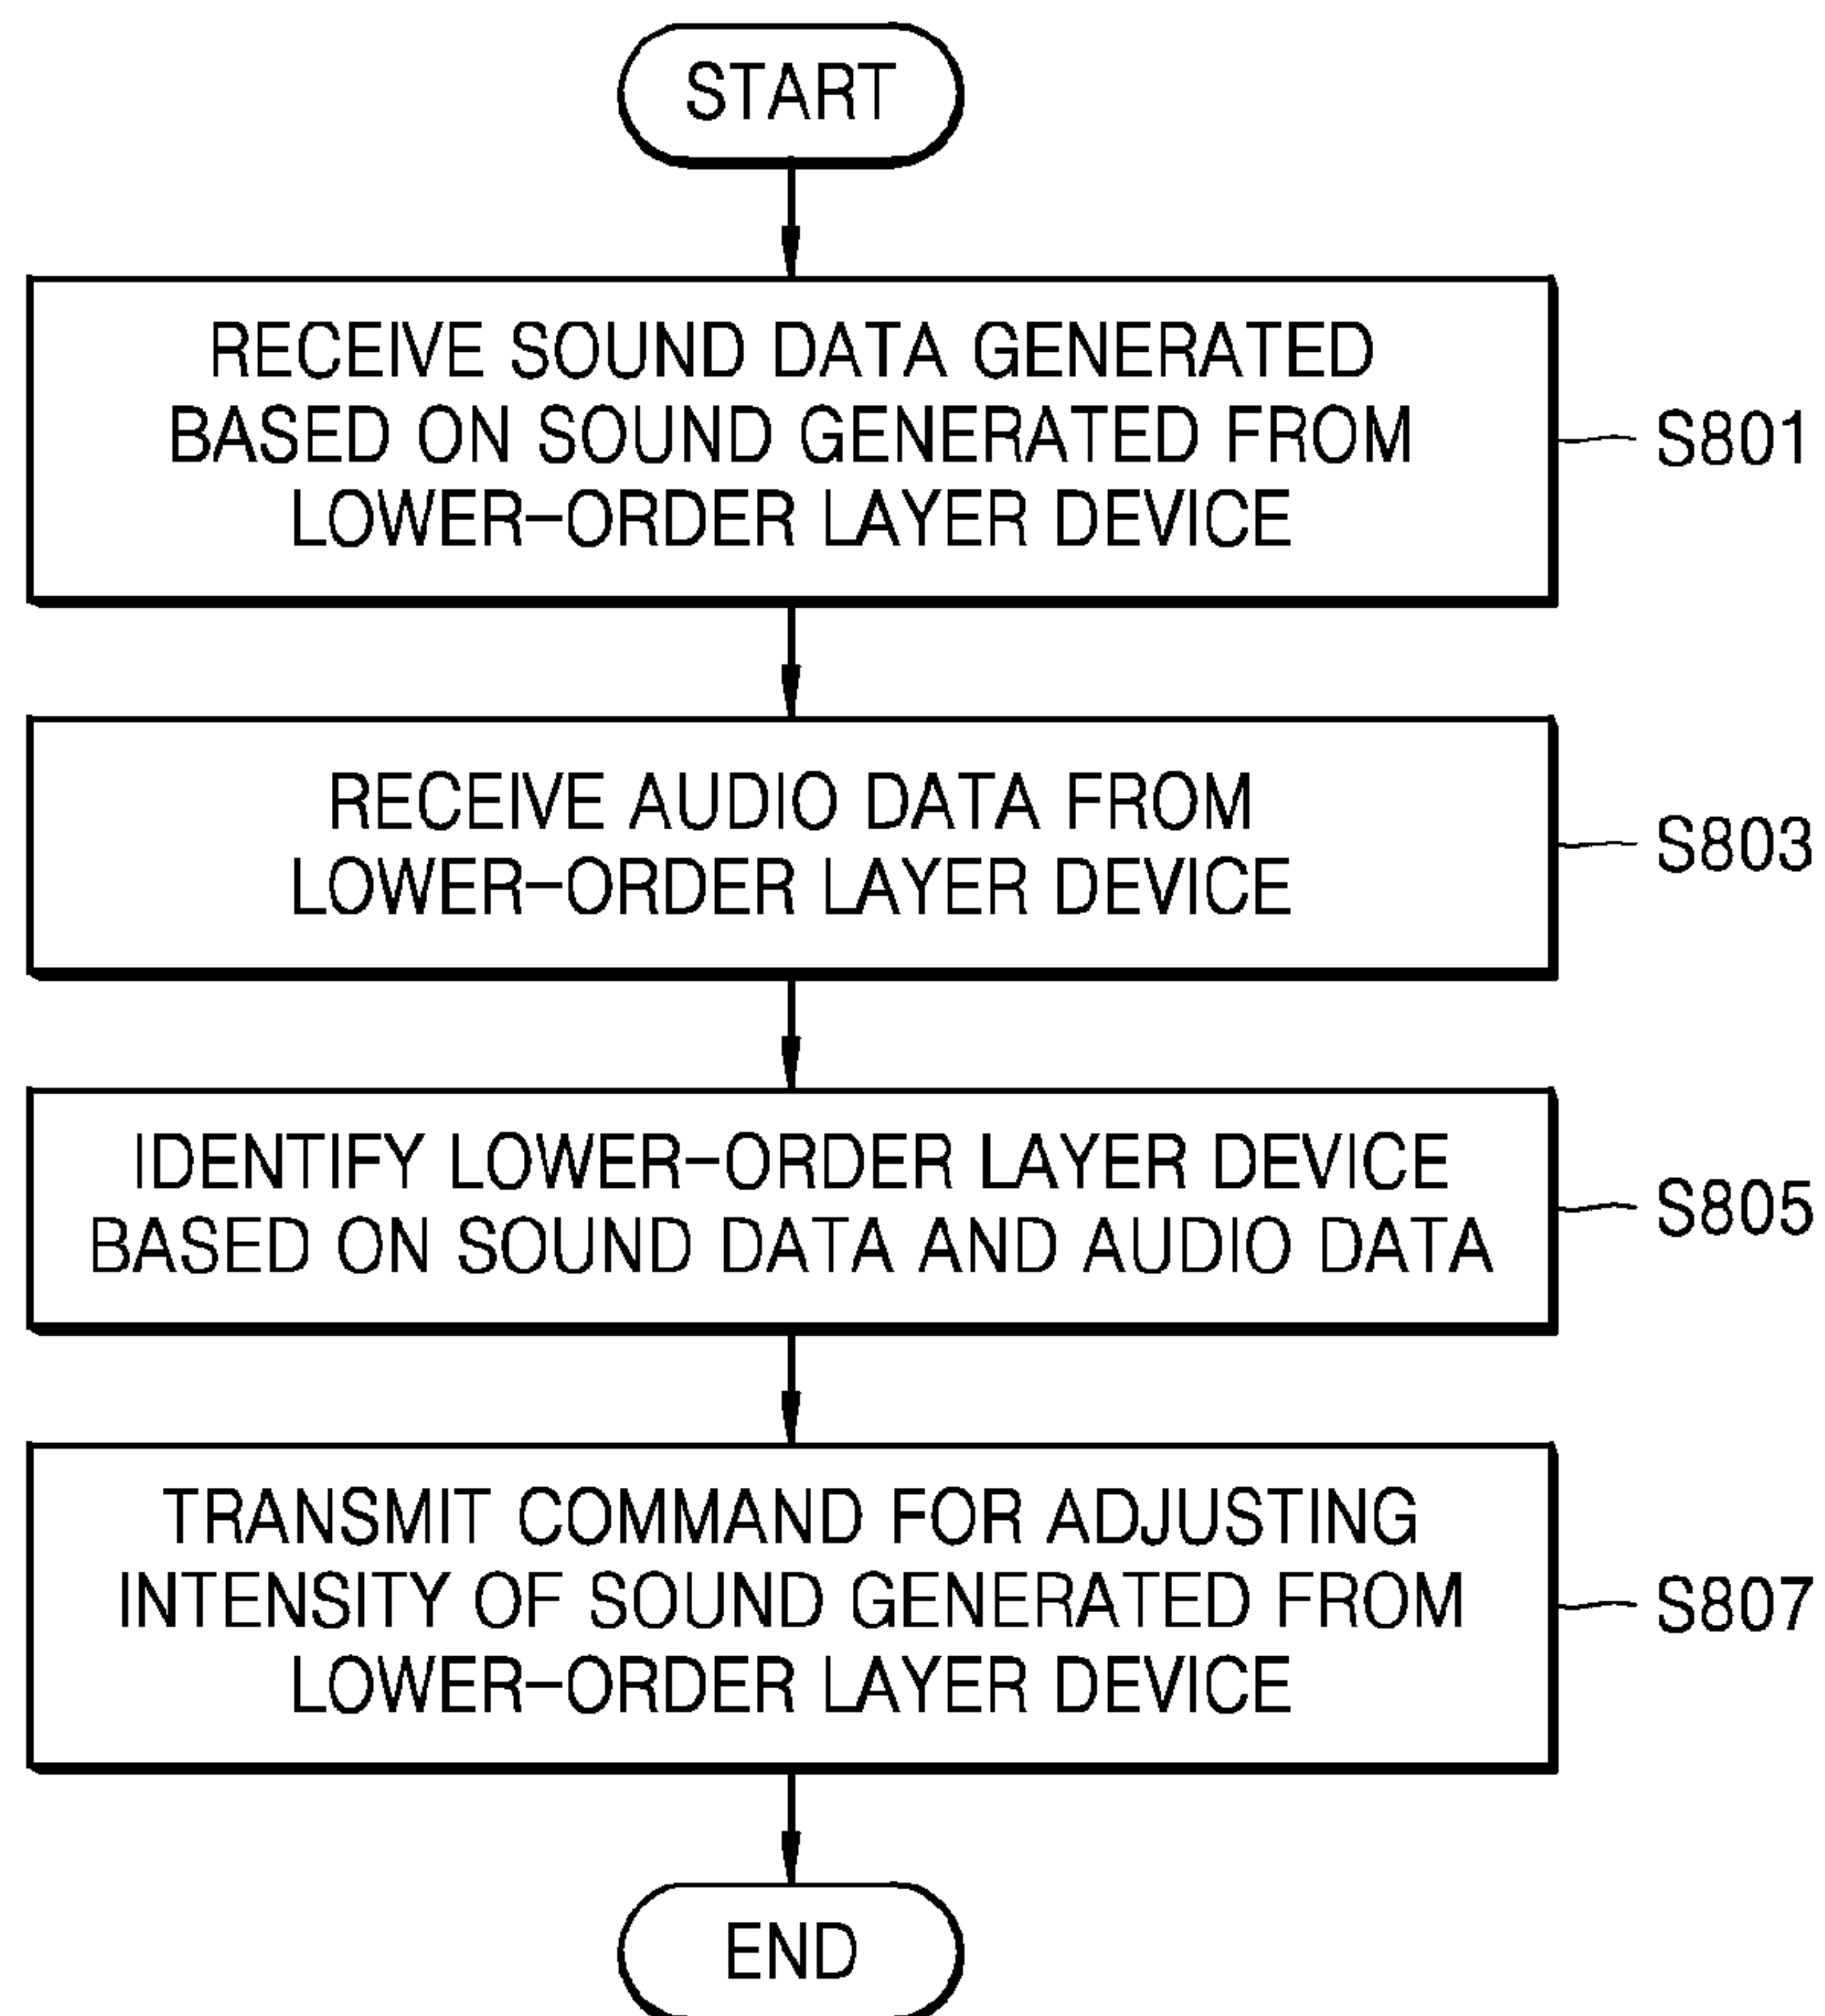 START
RECEIVE SOUND DATA GENERATED
BASED ON SOUND GENERATED FROM
LOWER-ORDER LAYER DEVICE
S801
RECEIVE AUDIO DATA FROM
LOWER-ORDER LAYER DEVICE
S803
IDENTIFY LOWER-ORDER LAYER DEVICE
BASED ON SOUND DATA AND AUDIO DATA
S805
TRANSMIT COMMAND FOR ADJUSTING
INTENSITY OF SOUND GENERATED FROM
LOWER-ORDER LAYER DEVICE
S807
END